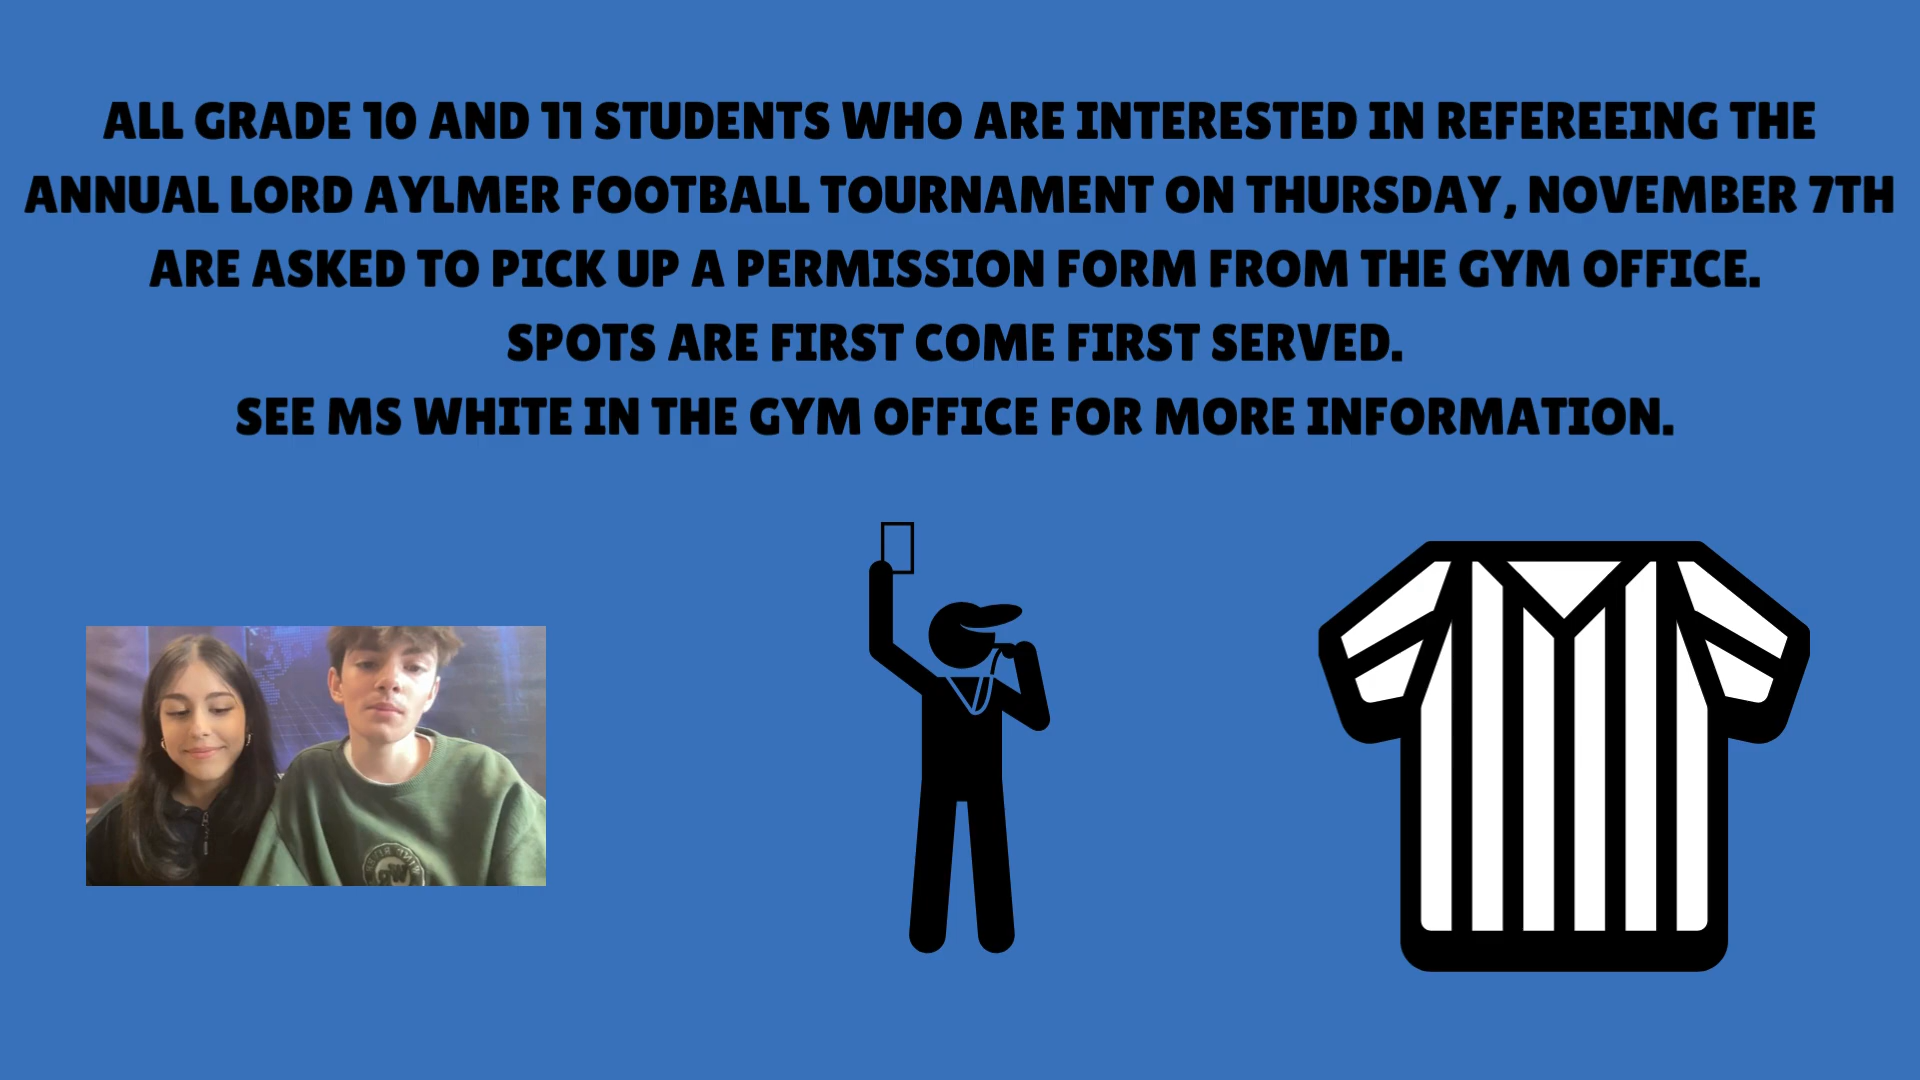 ALL GRADE 10 AND 11 STUDENTS WHO ARE INTERESTED IN REFEREEING THE
ANNUAL LORD AYLMER FOOTBALL TOURNAMENT ON THURSDAY, NOVEMBER 7TH
ARE ASKED TO PICK UP A PERMISSION FORM FROM THE GYM OFFICE.
SPOTS ARE FIRST COME FIRST SERVED.
SEE MS WHITE IN THE GYM OFFICE FOR MORE INFORMATION.